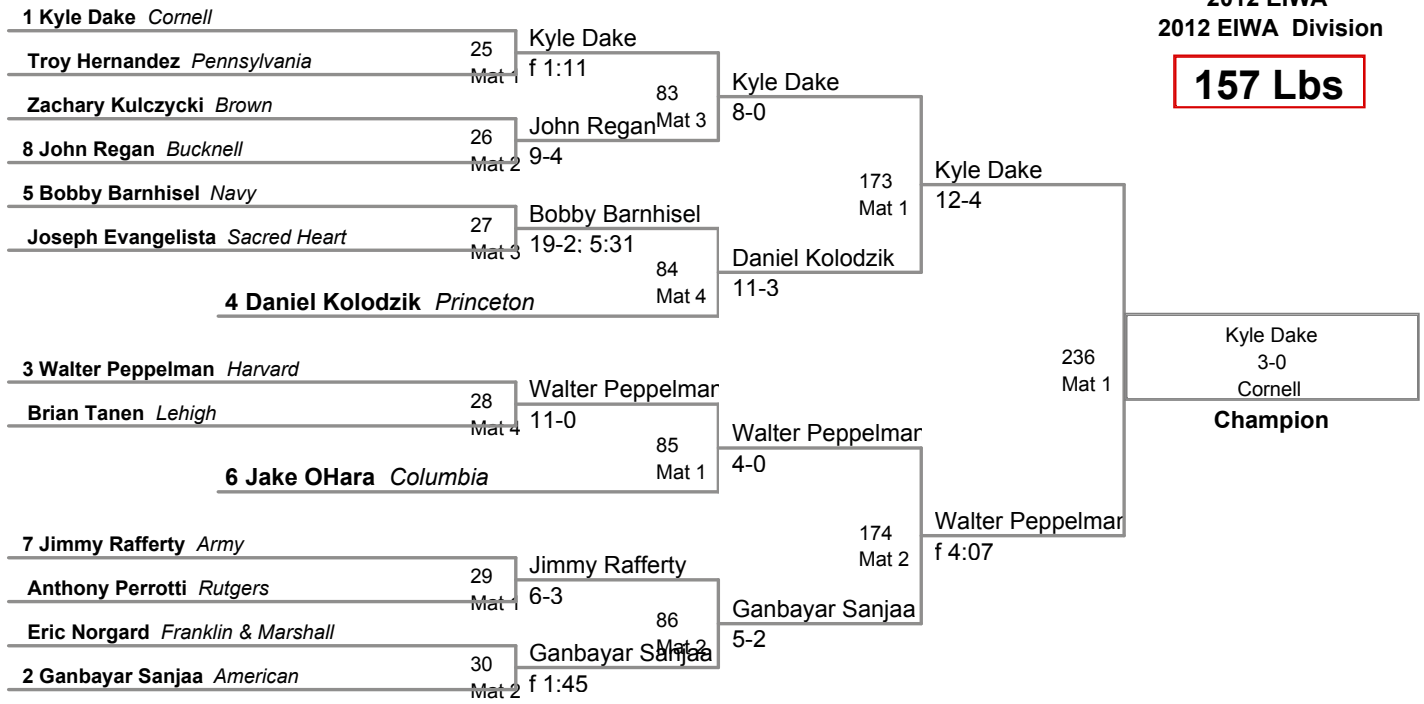 2012 EIWA
2012 EIWA Division
157 Lbs
1 Kyle Dake Cornell
Troy Hernandez Pennsylvania
Zachary Kulczycki Brown
8 John Regan Bucknell
5 Bobby Barnhisel Navy
Joseph Evangelista Sacred Heart
4 Daniel Kolodzik Princeton
3 Walter Peppelman Harvard
Brian Tanen Lehigh
6 Jake OHara Columbia
7 Jimmy Rafferty Army
Anthony Perrotti Rutgers
Eric Norgard Franklin & Marshall
2 Ganbayar Sanjaa American
25
Mat 1
Kyle Dake
f 1:11
26
Mat 2
John Regan
9-4
27
Mat 3
Bobby Barnhisel
19-2; 5:31
28
Mat 4
Walter Peppelman
11-0
29
Mat 1
Jimmy Rafferty
6-3
30
Mat 2
Ganbayar Sanjaa
f 1:45
83
Mat 3
Kyle Dake
8-0
84
Mat 4
Daniel Kolodzik
11-3
85
Mat 1
Walter Peppelman
4-0
86
Mat 2
Ganbayar Sanjaa
5-2
173
Mat 1
Kyle Dake
12-4
174
Mat 2
Walter Peppelman
f 4:07
236
Mat 1
Kyle Dake
3-0
Cornell
Champion